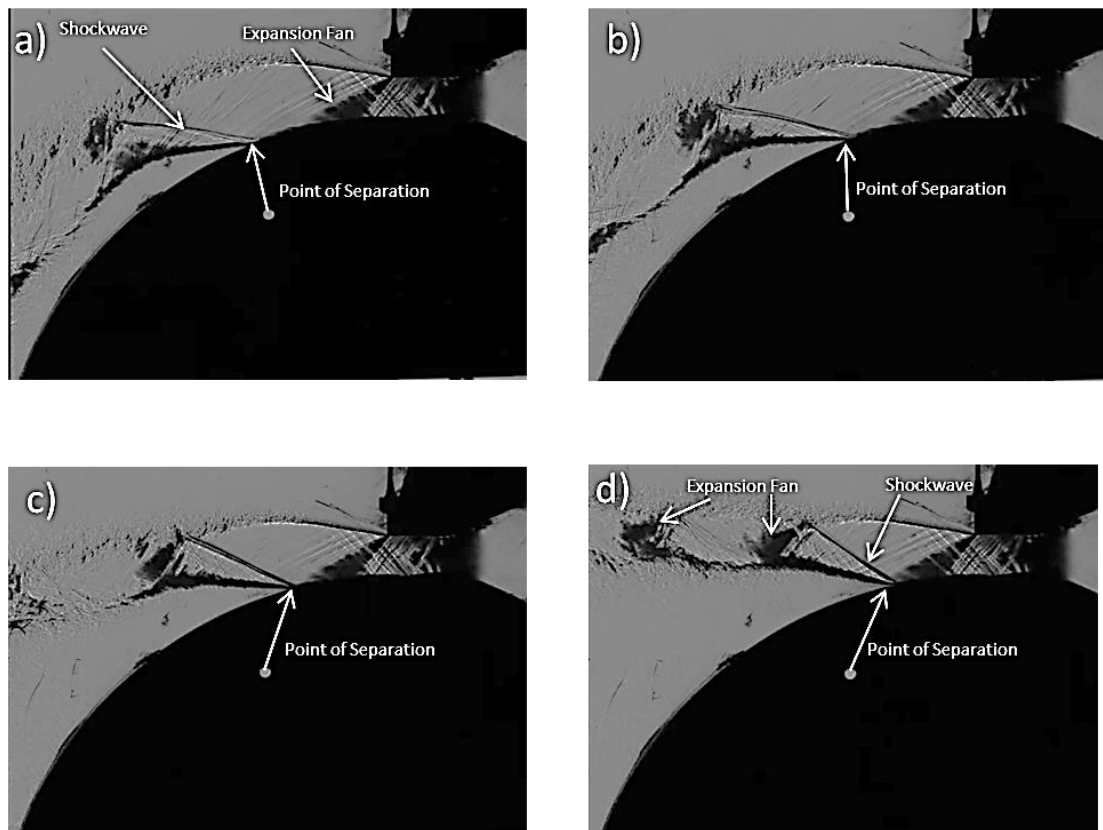 a)
Shockwave
Expansion Fan
Point of Separation
b)
Point of Separation
c)
Point of Separation
d)
Expansion Fan
Shockwave
Point of Separation